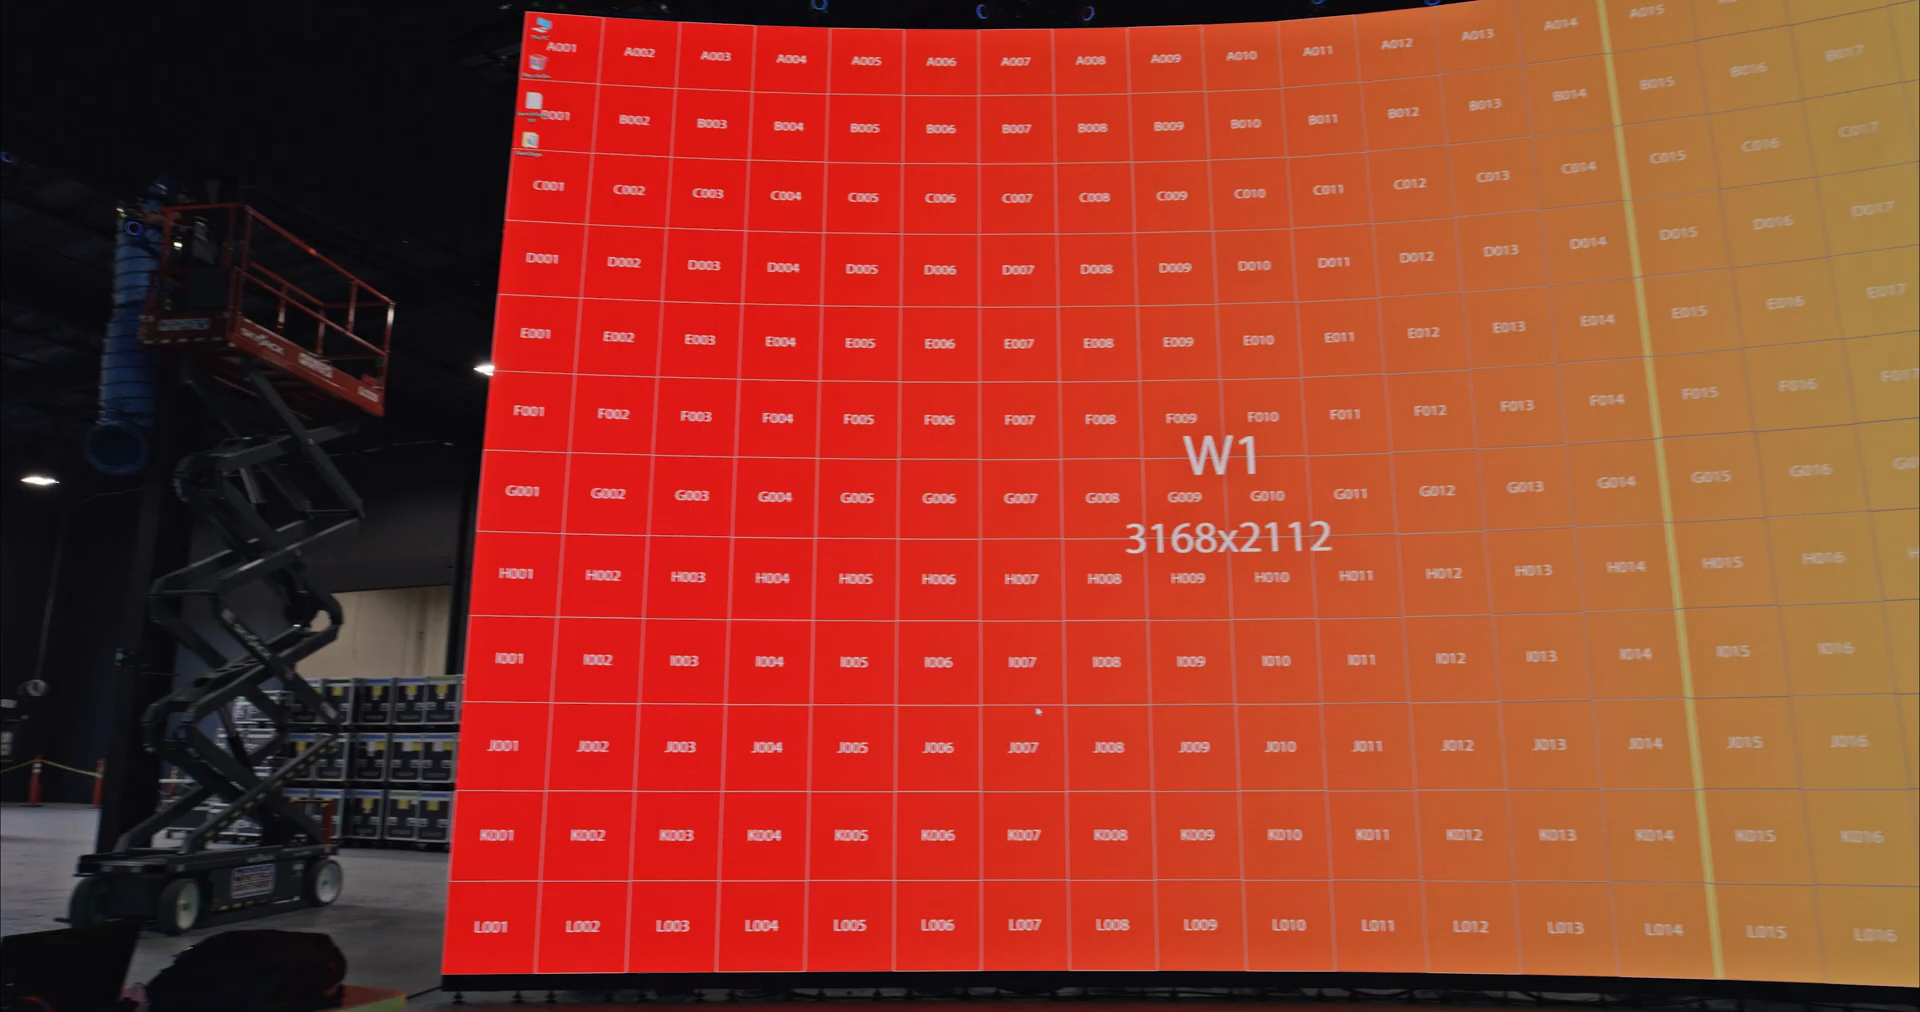 A001 A002 A003 A004 A005 A006 A007 A008 A009 A010 A011 A012 A013 A014 A015
B001 B002 B003 B004 B005 B006 B007 B008 B009 B010 B011 B012 B013 B014 B015 B016 B017
C001 C002 C003 C004 C005 C006 C007 C008 C009 C010 C011 C012 C013 C014 C015 C016 C017
D001 D002 D003 D004 D005 D006 D007 D008 D009 D010 D011 D012 D013 D014 D015 D016 D017
E001 E002 E003 E004 E005 E006 E007 E008 E009 E010 E011 E012 E013 E014 E015 E016 E017
F001 F002 F003 F004 F005 F006 F007 F008 F009 F010 F011 F012 F013 F014 F015 F016 F017
W1
G001 G002 G003 G004 G005 G006 G007 G008 G009 G010 G011 G012 G013 G014 G015 G016
3168x2112
H001 H002 H003 H004 H005 H006 H007 H008 H009 H010 H011 H012 H013 H014 H015 H016
I001 I002 I003 I004 I005 I006 I007 I008 I009 I010 I011 I012 I013 I014 I015 I016
J001 J002 J003 J004 J005 J006 J007 J008 J009 J010 J011 J012 J013 J014 J015 J016
K001 K002 K003 K004 K005 K006 K007 K008 K009 K010 K011 K012 K013 K014 K015 K016
L001 L002 L003 L004 L005 L006 L007 L008 L009 L010 L011 L012 L013 L014 L015 L016
SKYJACK